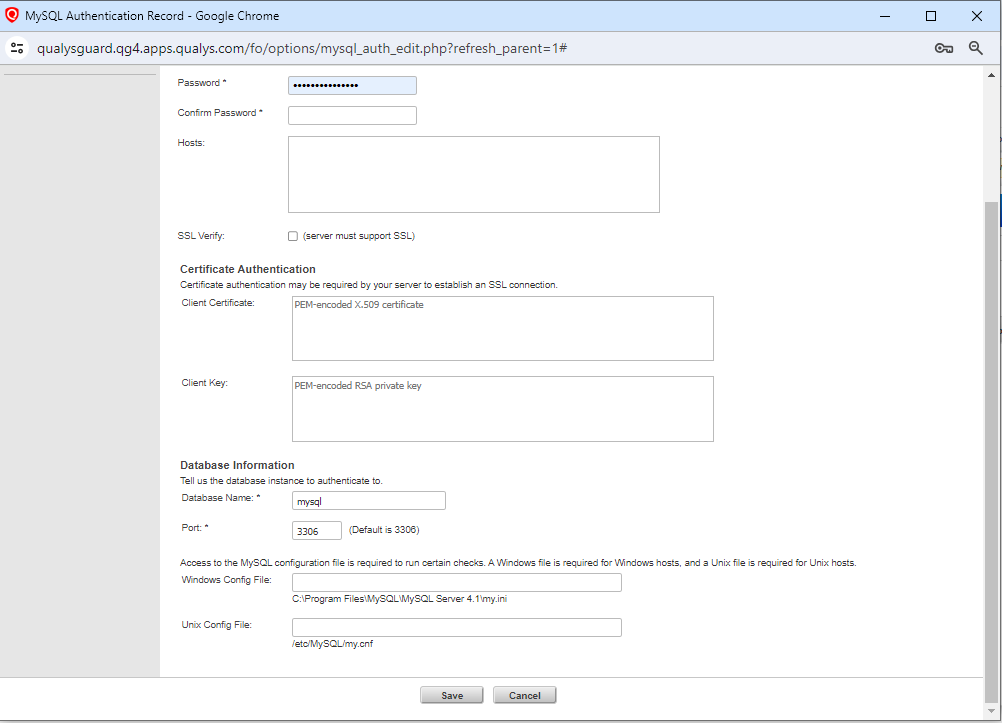 MySQL Authentication Record - Google Chrome
qualysguard.qg4.apps.qualys.com/fo/options/mysql_auth_edit.php?refresh_parent=1#
Password *
•••••••••••••••
Confirm Password *
Hosts:
SSL Verify:
(server must support SSL)
Certificate Authentication
Certificate authentication may be required by your server to establish an SSL connection.
Client Certificate:
PEM-encoded X.509 certificate
Client Key:
PEM-encoded RSA private key
Database Information
Tell us the database instance to authenticate to.
Database Name: *
mysql
Port: *
3306
(Default is 3306)
Access to the MySQL configuration file is required to run certain checks. A Windows file is required for Windows hosts, and a Unix file is required for Unix hosts.
Windows Config File:
C:\Program Files\MySQL\MySQL Server 4.1\my.ini
Unix Config File:
/etc/MySQL/my.cnf
Save
Cancel